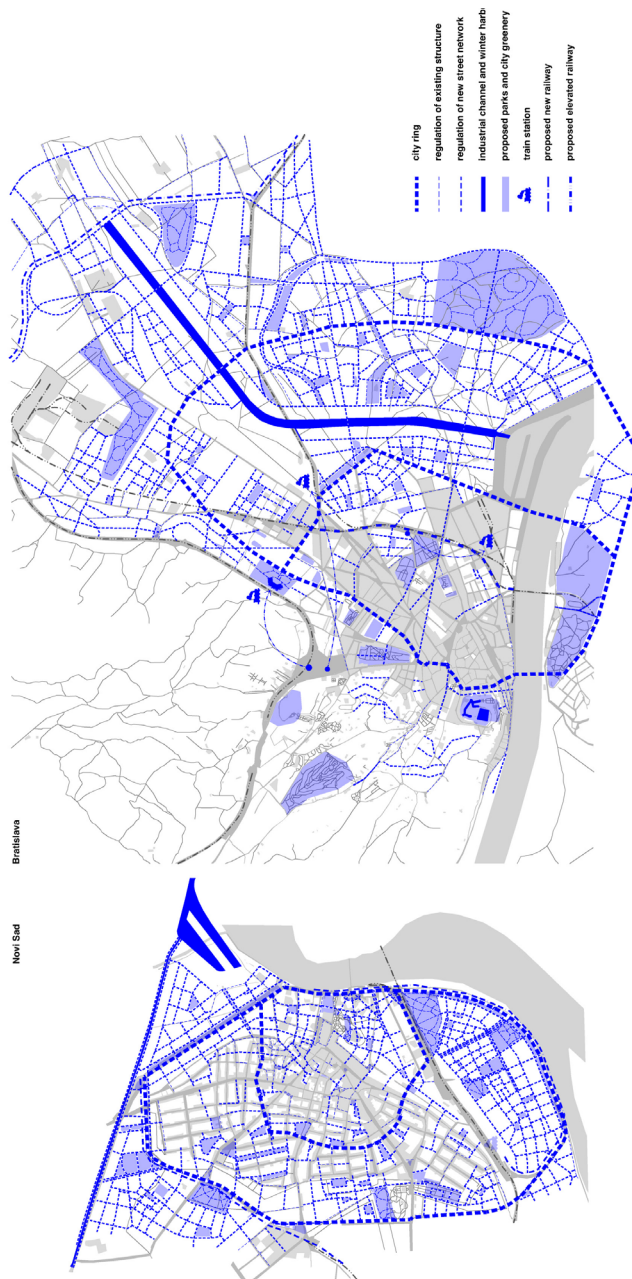 Novi Sad
Bratislava
city ring
regulation of existing structure
regulation of new street network
industrial channel and winter harb
proposed parks and city greenery
train station
proposed new railway
proposed elevated railway